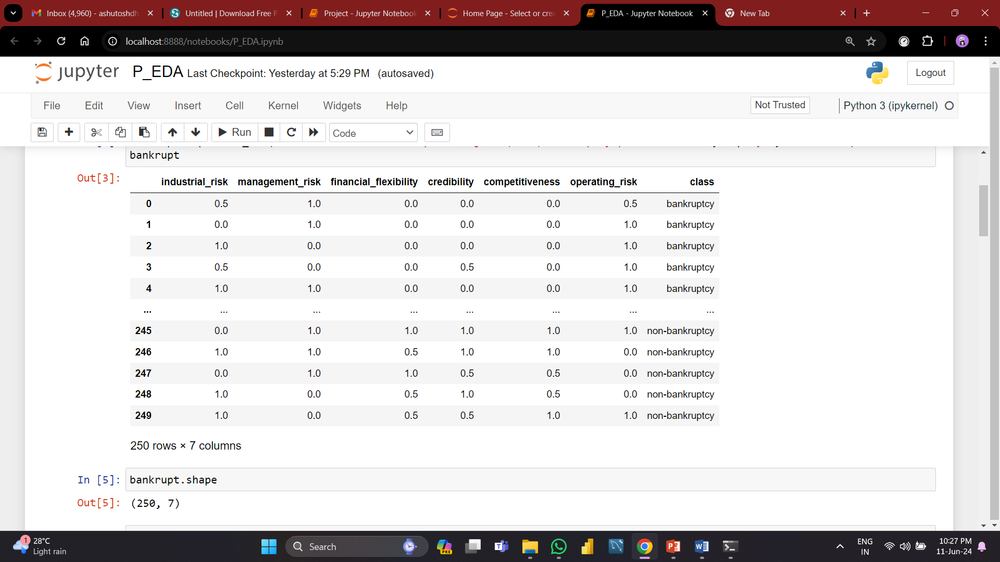 Inbox (4,960) - ashutoshdh
Untitled | Download Free P
Project - Jupyter Notebook
Home Page - Select or crea
P_EDA - Jupyter Notebook
New Tab
localhost:8888/notebooks/P_EDA.ipynb
jupyter P_EDA Last Checkpoint: Yesterday at 5:29 PM (autosaved)
Logout
File Edit View Insert Cell Kernel Widgets Help
Not Trusted
Python 3 (ipykernel)
Run
Code
bankrupt
Out[3]:
industrial_risk management_risk financial_flexibility credibility competitiveness operating_risk class
0 0.5 1.0 0.0 0.0 0.0 0.5 bankruptcy
1 0.0 1.0 0.0 0.0 0.0 1.0 bankruptcy
2 1.0 0.0 0.0 0.0 0.0 1.0 bankruptcy
3 0.5 0.0 0.0 0.5 0.0 1.0 bankruptcy
4 1.0 1.0 0.0 0.0 0.0 1.0 bankruptcy
... ... ... ... ... ... ... ...
245 0.0 1.0 1.0 1.0 1.0 1.0 non-bankruptcy
246 1.0 1.0 0.5 1.0 1.0 0.0 non-bankruptcy
247 0.0 1.0 1.0 0.5 0.5 0.0 non-bankruptcy
248 1.0 0.0 0.5 1.0 0.5 0.0 non-bankruptcy
249 1.0 0.0 0.5 0.5 1.0 1.0 non-bankruptcy
250 rows × 7 columns
In [5]: bankrupt.shape
Out[5]: (250, 7)
1
28°C
Light rain
Search
PRE
ENG
IN
10:27 PM
11-Jun-24